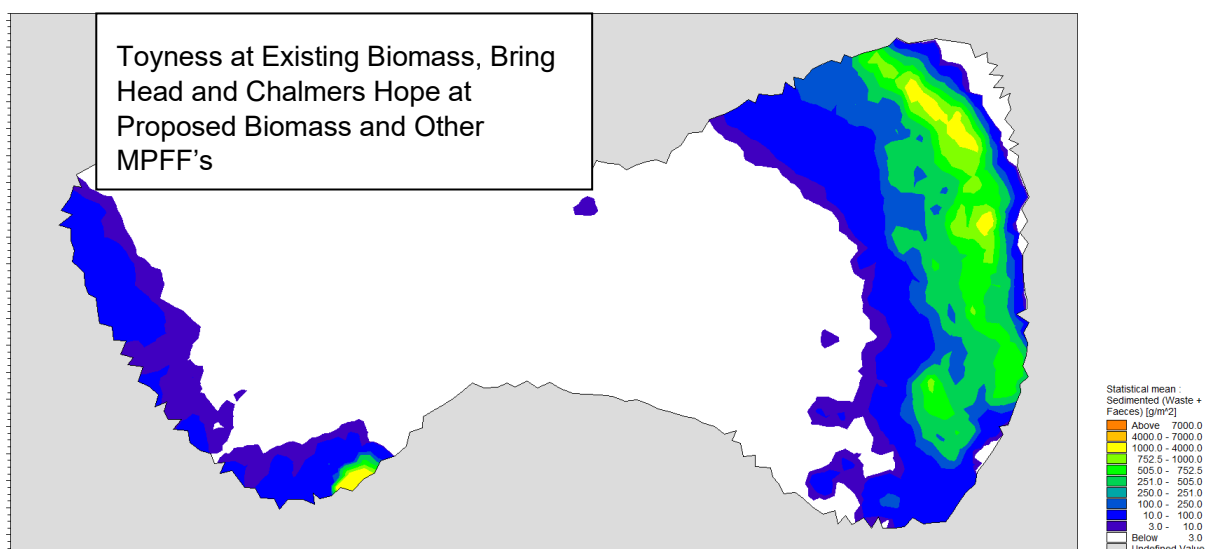 Toyness at Existing Biomass, Bring
Head and Chalmers Hope at
Proposed Biomass and Other
MPFF's
Statistical mean :
Sedimented (Waste +
Faeces) [g/m^2]
Above 7000.0
4000.0 - 7000.0
1000.0 - 4000.0
752.5 - 1000.0
505.0 - 752.5
251.0 - 505.0
250.0 - 251.0
100.0 - 250.0
10.0 - 100.0
3.0 - 10.0
Below 3.0
Undefined Value